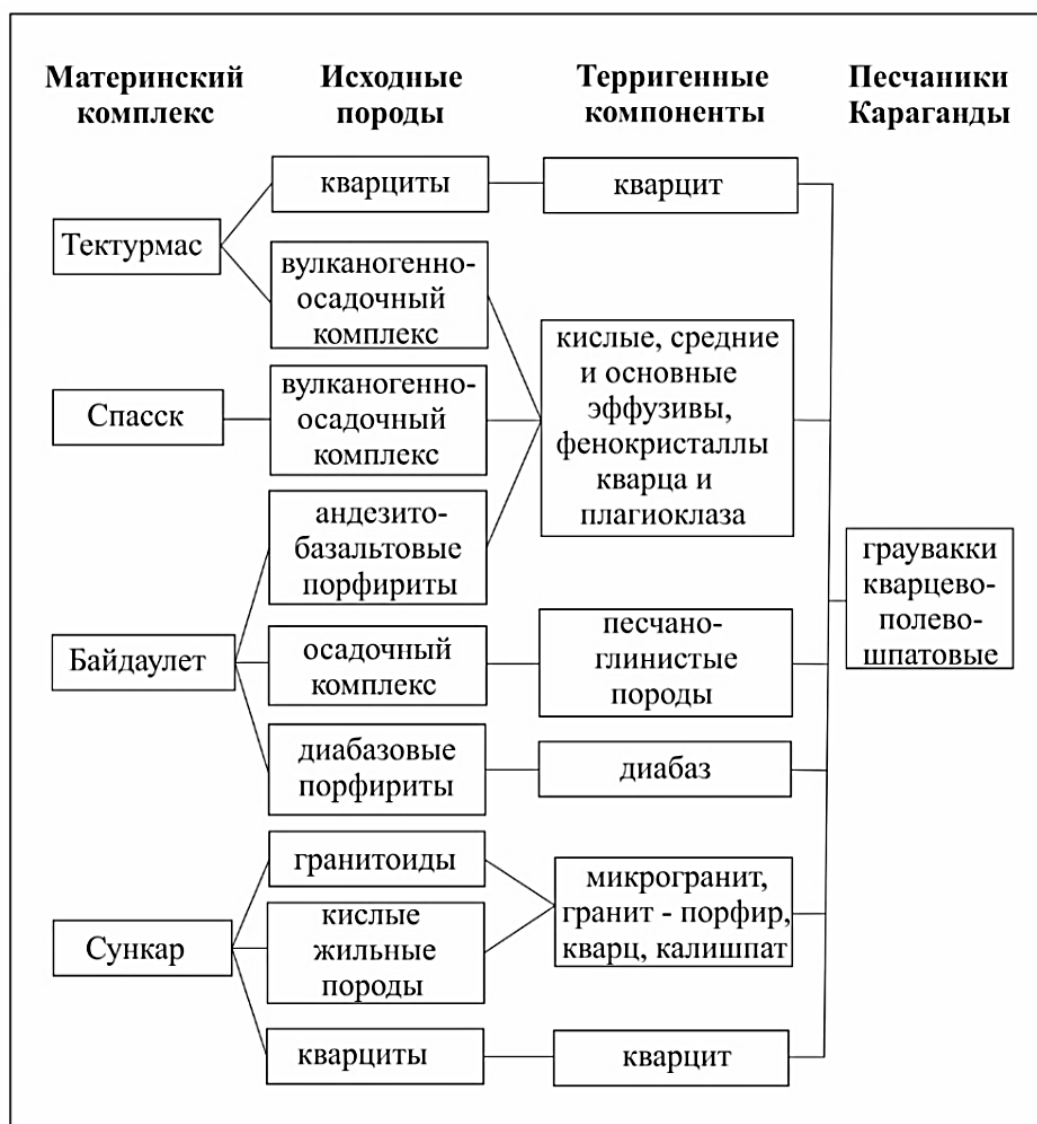 Материнский
комплекс
Исходные
породы
Терригенные
компоненты
Песчаники
Караганды
кварциты
кварцит
Тектурмас
вулканогенно-
осадочный
комплекс
кислые, средние
и основные
эффузивы,
фенокристаллы
кварца и
плагиоклаза
Спасск
вулканогенно-
осадочный
комплекс
андезито-
базальтовые
порфириты
граувакки
кварцево-
полево-
шпатовые
Байдаулет
осадочный
комплекс
песчано-
глинистые
породы
диабазовые
порфириты
диабаз
гранитоиды
микрогранит,
гранит - порфир,
кварц, калишпат
Сункар
кислые
жильные
породы
кварциты
кварцит